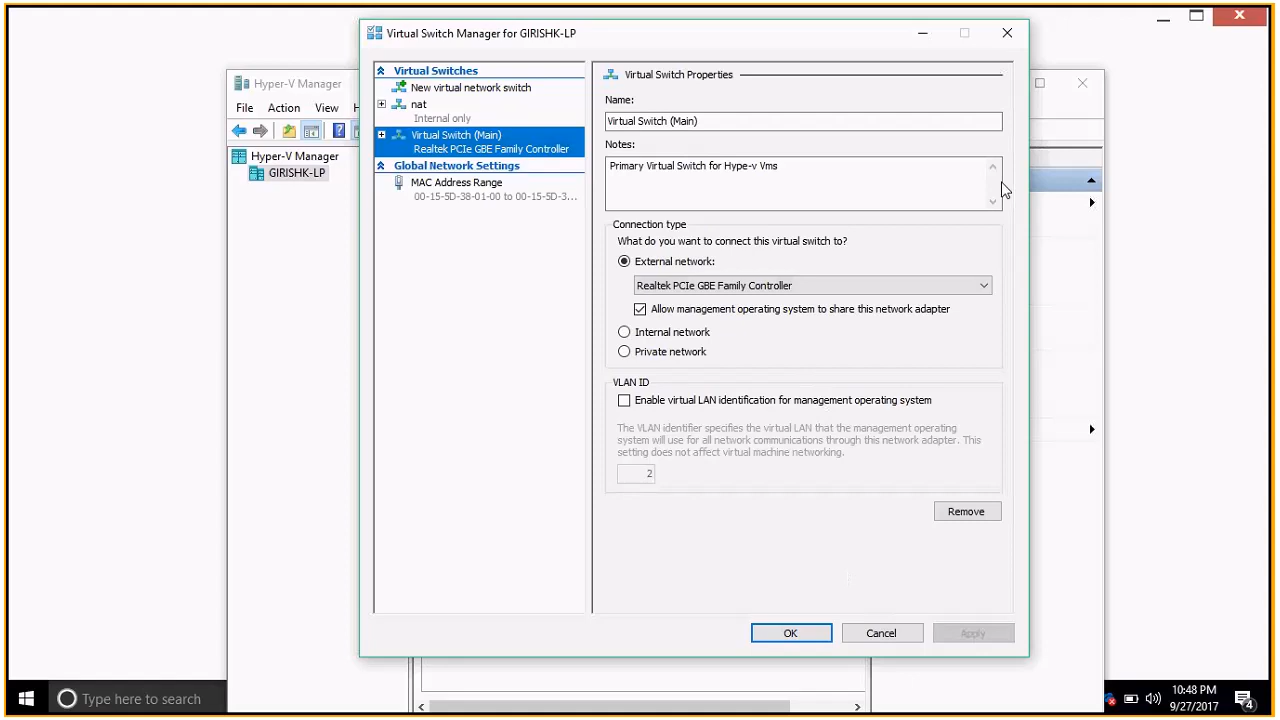 Virtual Switch Manager for GIRISHK-LP
Hyper-V Manager
File Action View H
Hyper-V Manager
GIRISHK-LP
Virtual Switches
New virtual network switch
nat
Internal only
Virtual Switch (Main)
Realtek PCIe GBE Family Controller
Global Network Settings
MAC Address Range
00-15-5D-38-01-00 to 00-15-5D-3...
Virtual Switch Properties
Name:
Virtual Switch (Main)
Notes:
Primary Virtual Switch for Hype-v Vms
Connection type
What do you want to connect this virtual switch to?
External network:
Realtek PCIe GBE Family Controller
Allow management operating system to share this network adapter
Internal network
Private network
VLAN ID
Enable virtual LAN identification for management operating system
The VLAN identifier specifies the virtual LAN that the management operating
system will use for all network communications through this network adapter. This
setting does not affect virtual machine networking.
2
Remove
OK Cancel Apply
Type here to search
10:48 PM
9/27/2017
4